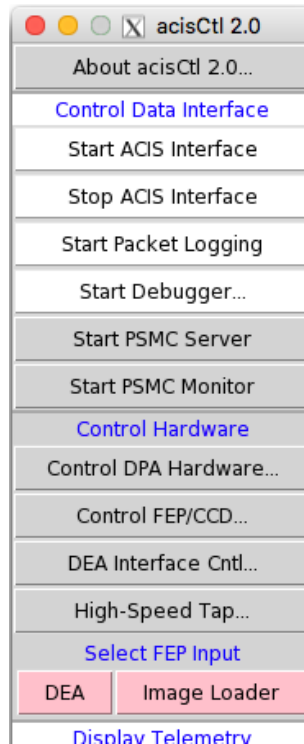 acisCtl 2.0
About acisCtl 2.0...
Control Data Interface
Start ACIS Interface
Stop ACIS Interface
Start Packet Logging
Start Debugger...
Start PSMC Server
Start PSMC Monitor
Control Hardware
Control DPA Hardware...
Control FEP/CCD...
DEA Interface Cntl...
High-Speed Tap...
Select FEP Input
DEA Image Loader
Display Telemetry